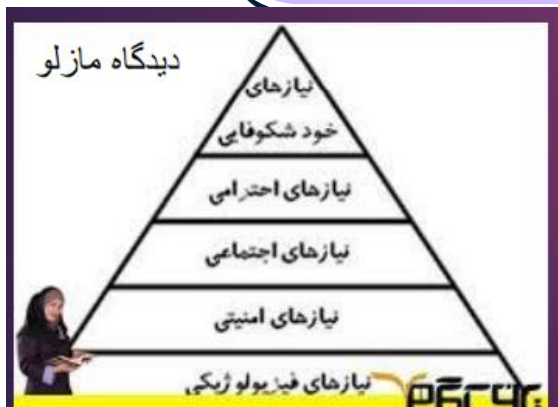 دیدگاه مازلو
نیازهای
خود شکوفایی
نیازهای احترامی
نیازهای اجتماعی
نیازهای امنیتی
نیازهای فیزیولوژیکی